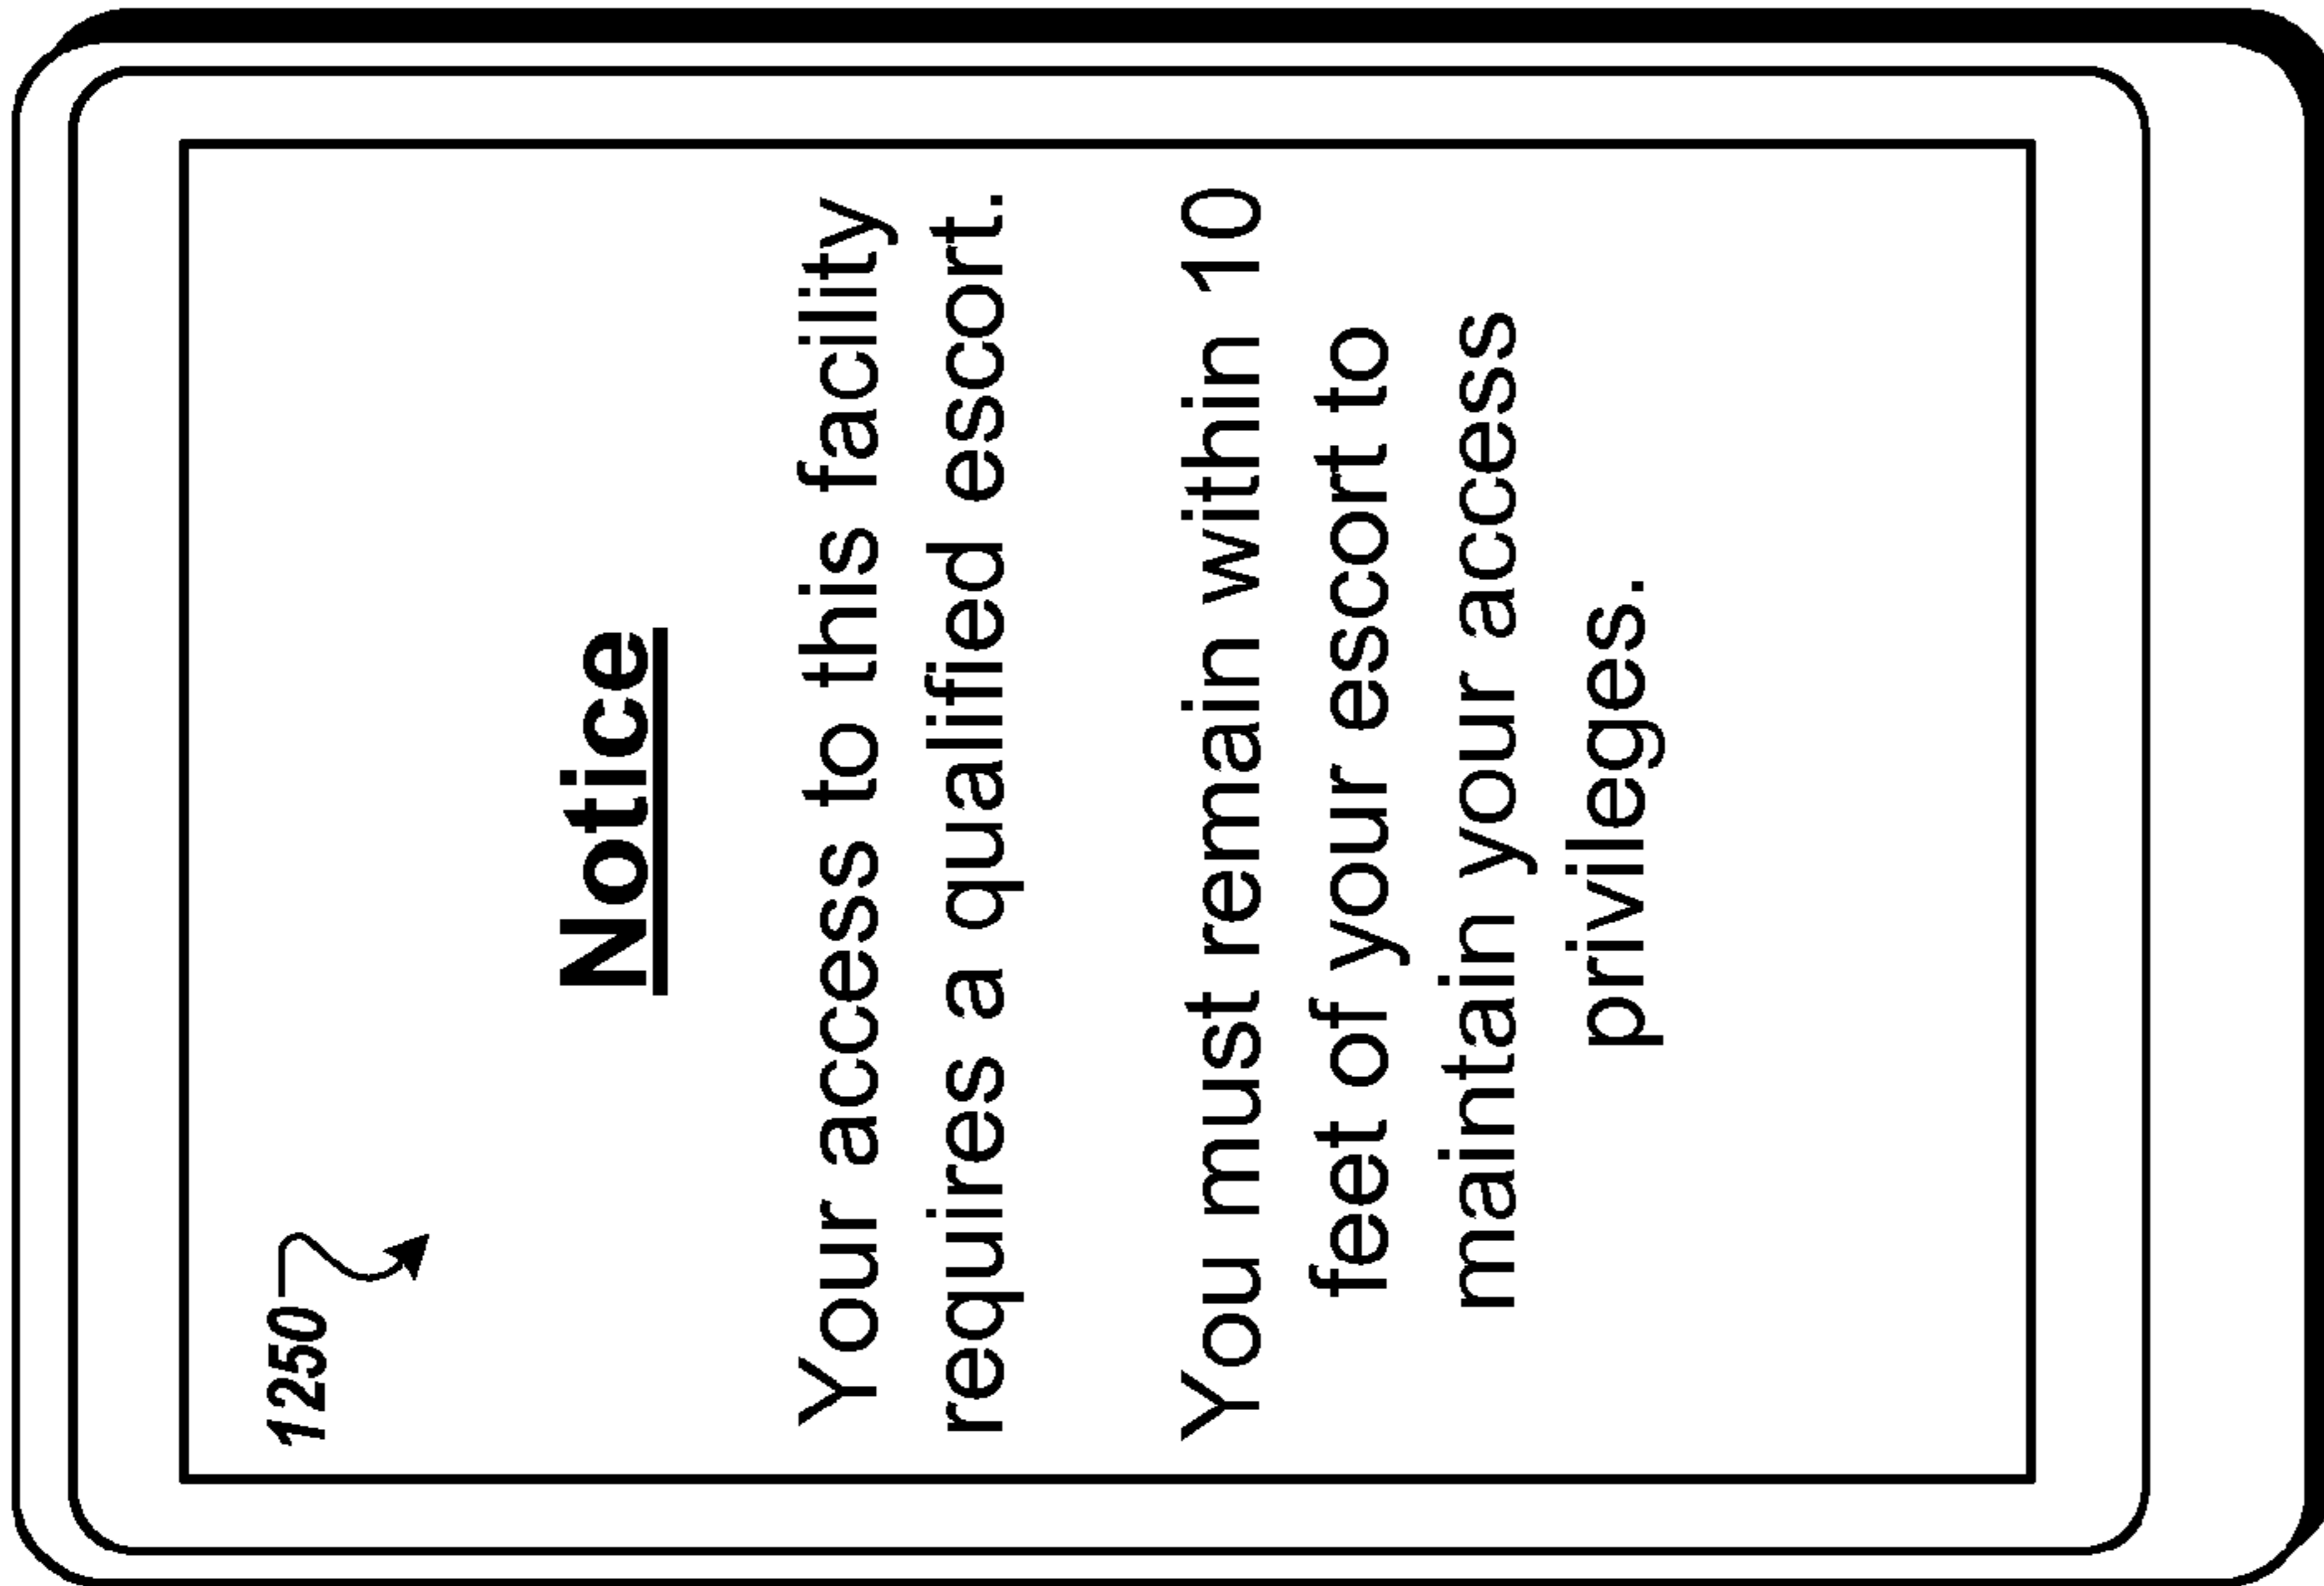 1250
Notice
Your access to this facility
requires a qualified escort.
You must remain within 10
feet of your escort to
maintain your access
privileges.